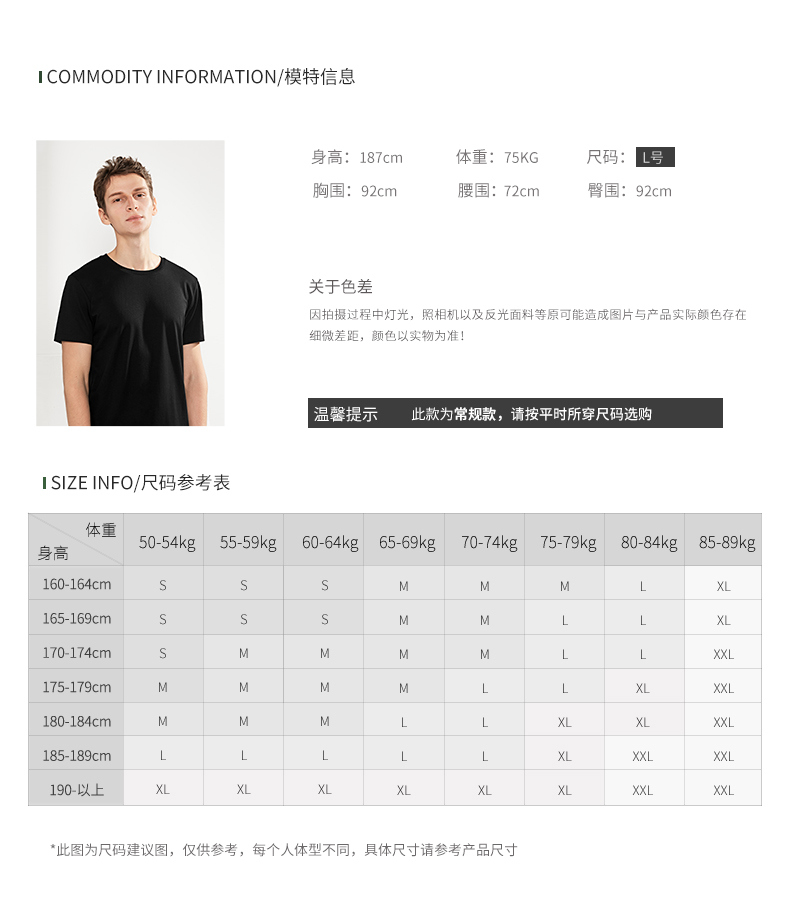 COMMODITY INFORMATION/模特信息
身高：187cm 体重：75KG 尺码：L号
胸围：92cm 腰围：72cm 臀围：92cm
关于色差
因拍摄过程中灯光，照相机以及反光面料等原可能造成图片与产品实际颜色存在
细微差距，颜色以实物为准！
温馨提示 此款为常规款，请按平时所穿尺码选购
SIZE INFO/尺码参考表
体重
身高 50-54kg 55-59kg 60-64kg 65-69kg 70-74kg 75-79kg 80-84kg 85-89kg
160-164cm S S S M M M L XL
165-169cm S S S M M L L XL
170-174cm S M M M M L L XXL
175-179cm M M M M L L XL XXL
180-184cm M M M L L XL XL XXL
185-189cm L L L L L XL XXL XXL
190-以上 XL XL XL XL XL XL XXL XXL
*此图为尺码建议图，仅供参考，每个人体型不同，具体尺寸请参考产品尺寸